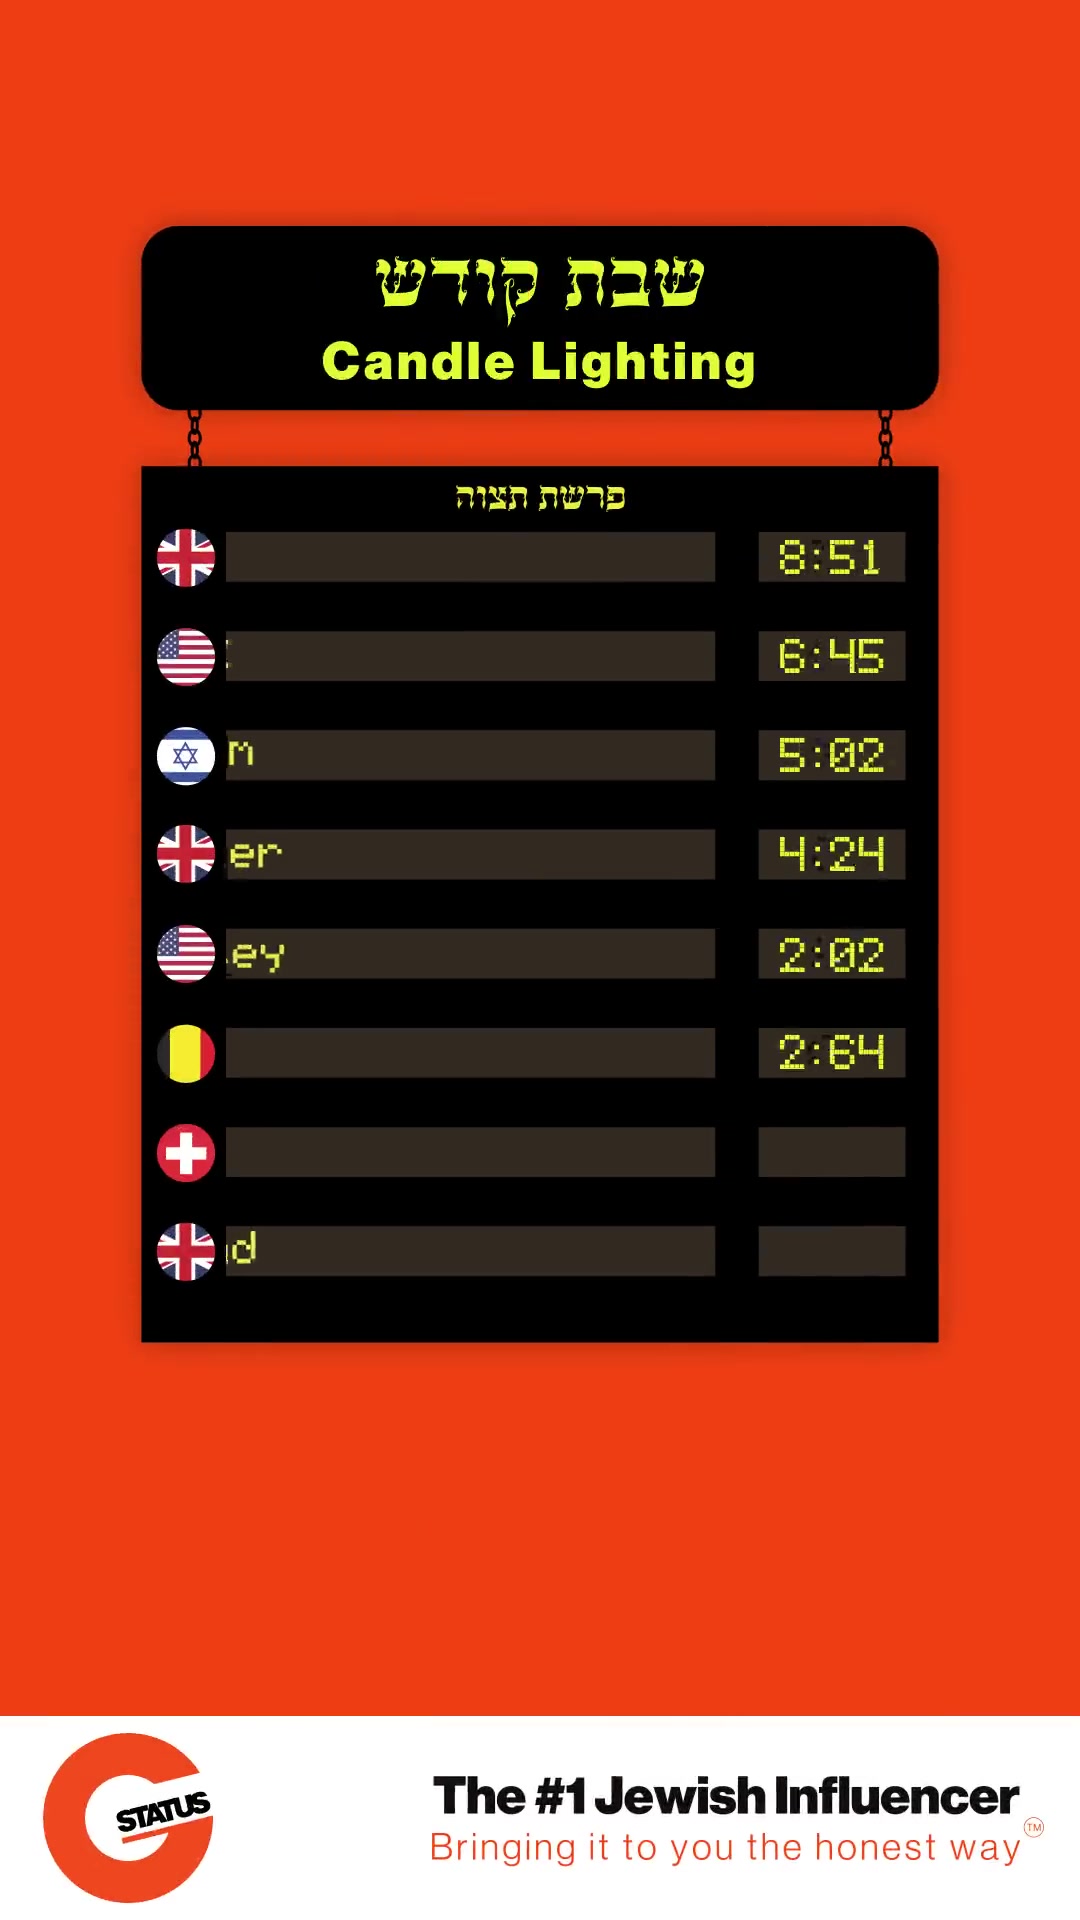 שבת קודש
Candle Lighting
פרשת תצוה
8:51
6:45
m 5:02
er 4:24
ey 2:02
2:64
d
STATUS
The #1 Jewish Influencer
Bringing it to you the honest way TM